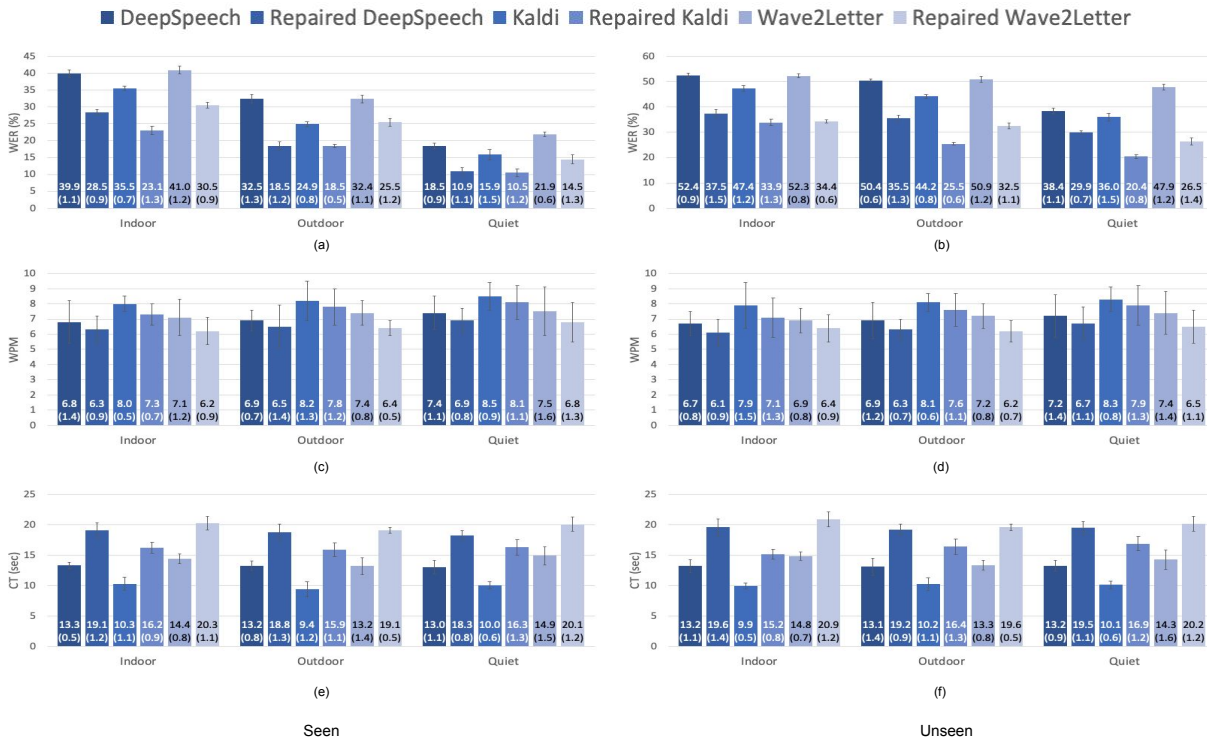 DeepSpeech Repaired DeepSpeech Kaldi Repaired Kaldi Wave2Letter Repaired Wave2Letter
WER (%)
45
40
35
30
25
20
15
10
5
0
39.9 28.5 35.5 23.1 41.0 30.5 32.5 18.5 24.9 18.5 32.4 25.5 18.5 10.9 15.9 10.5 21.9 14.5
(1.1) (0.9) (0.7) (1.3) (1.2) (0.9) (1.3) (1.2) (0.8) (0.5) (1.1) (1.2) (0.9) (1.1) (1.5) (1.2) (0.6) (1.3)
Indoor Outdoor Quiet
(a)
WER (%)
60
50
40
30
20
10
0
52.4 37.5 47.4 33.9 52.3 34.4 50.4 35.5 44.2 25.5 50.9 32.5 38.4 29.9 36.0 20.4 47.9 26.5
(0.9) (1.5) (1.2) (1.3) (0.8) (0.6) (0.6) (1.3) (0.8) (0.6) (1.2) (1.1) (1.1) (0.7) (1.5) (0.8) (1.2) (1.4)
Indoor Outdoor Quiet
(b)
WPM
10
9
8
7
6
5
4
3
2
1
0
6.8 6.3 8.0 7.3 7.1 6.2 6.9 6.5 8.2 7.8 7.4 6.4 7.4 6.9 8.5 8.1 7.5 6.8
(1.4) (0.9) (0.5) (0.7) (1.2) (0.9) (0.7) (1.4) (1.3) (1.2) (0.8) (0.5) (1.1) (0.8) (0.9) (1.1) (1.6) (1.3)
Indoor Outdoor Quiet
(c)
WPM
10
9
8
7
6
5
4
3
2
1
0
6.7 6.1 7.9 7.1 6.9 6.4 6.9 6.3 8.1 7.6 7.2 6.2 7.2 6.7 8.3 7.9 7.4 6.5
(0.8) (0.9) (1.5) (1.3) (0.8) (0.9) (1.2) (0.7) (0.6) (1.1) (0.8) (0.7) (1.4) (1.1) (0.8) (1.3) (1.4) (1.1)
Indoor Outdoor Quiet
(d)
CT (sec)
25
20
15
10
5
0
13.3 19.1 10.3 16.2 14.4 20.3 13.2 18.8 9.4 15.9 13.2 19.1 13.0 18.3 10.0 16.3 14.9 20.1
(0.5) (1.2) (1.1) (0.9) (0.8) (1.1) (0.8) (1.3) (1.2) (1.1) (1.4) (0.5) (1.1) (0.8) (0.6) (1.3) (1.5) (1.2)
Indoor Outdoor Quiet
(e)
CT (sec)
25
20
15
10
5
0
13.2 19.6 9.9 15.2 14.8 20.9 13.1 19.2 10.2 16.4 13.3 19.6 13.2 19.5 10.1 16.9 14.3 20.2
(1.1) (1.4) (0.5) (0.8) (0.7) (1.2) (1.4) (0.9) (1.1) (1.3) (0.8) (0.5) (0.9) (1.1) (0.6) (1.2) (1.6) (1.2)
Indoor Outdoor Quiet
(f)
Seen Unseen